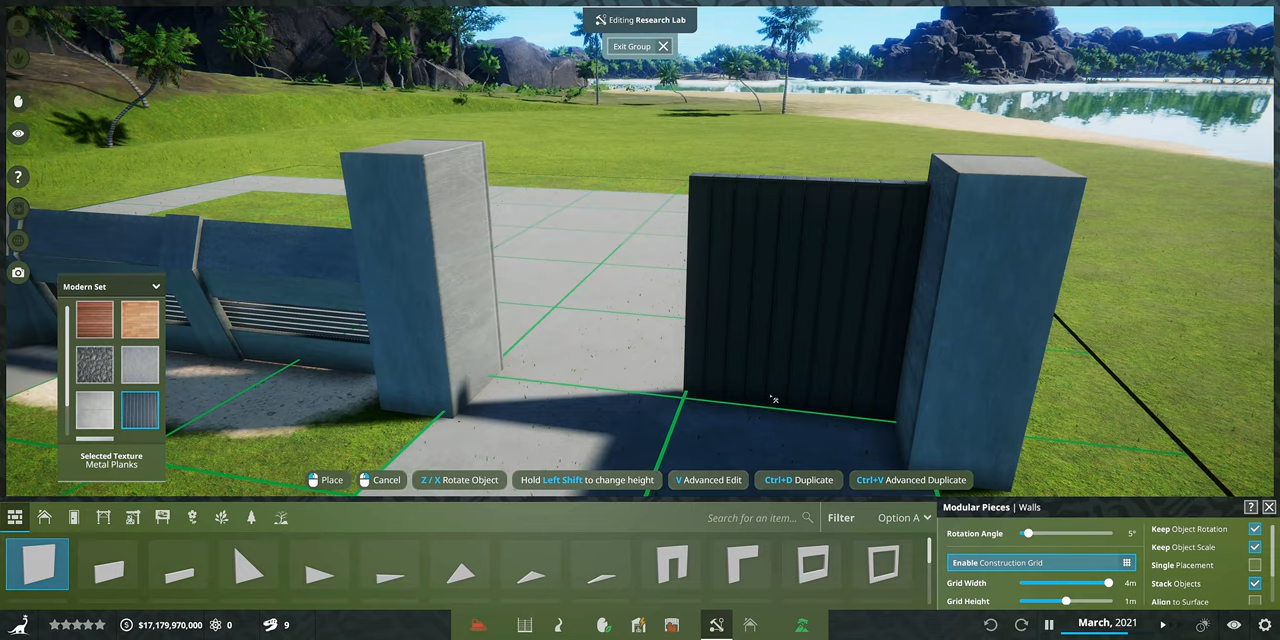 Editing Research Lab
Exit Group
Modern Set
Selected Texture
Metal Planks
Place
Cancel
Z / X Rotate Object
Hold Left Shift to change height
V Advanced Edit
Ctrl+D Duplicate
Ctrl+V Advanced Duplicate
Search for an item...
Filter
Option A
Modular Pieces | Walls
?
Rotation Angle
5°
Enable Construction Grid
Grid Width
4m
Grid Height
1m
Keep Object Rotation
Keep Object Scale
Single Placement
Stack Objects
Align to Surface
$17,179,970,000
0
9
March, 2021
?